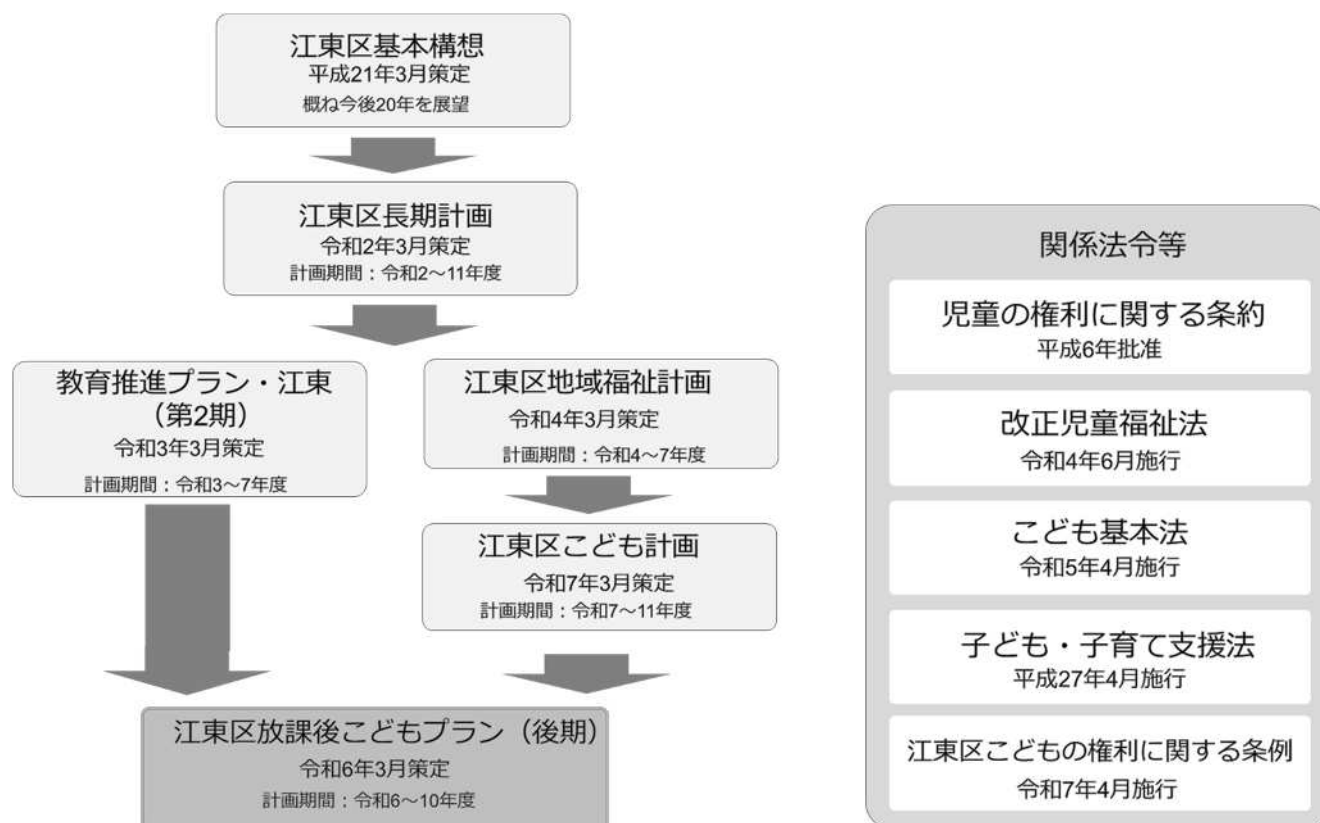 江東区基本構想
平成21年3月策定
概ね今後20年を展望
江東区長期計画
令和2年3月策定
計画期間：令和2～11年度
教育推進プラン・江東
（第2期）
令和3年3月策定
計画期間：令和3～7年度
江東区地域福祉計画
令和4年3月策定
計画期間：令和4～7年度
江東区こども計画
令和7年3月策定
計画期間：令和7～11年度
江東区放課後こどもプラン（後期）
令和6年3月策定
計画期間：令和6～10年度
関係法令等
児童の権利に関する条約
平成6年批准
改正児童福祉法
令和4年6月施行
こども基本法
令和5年4月施行
子ども・子育て支援法
平成27年4月施行
江東区こどもの権利に関する条例
令和7年4月施行